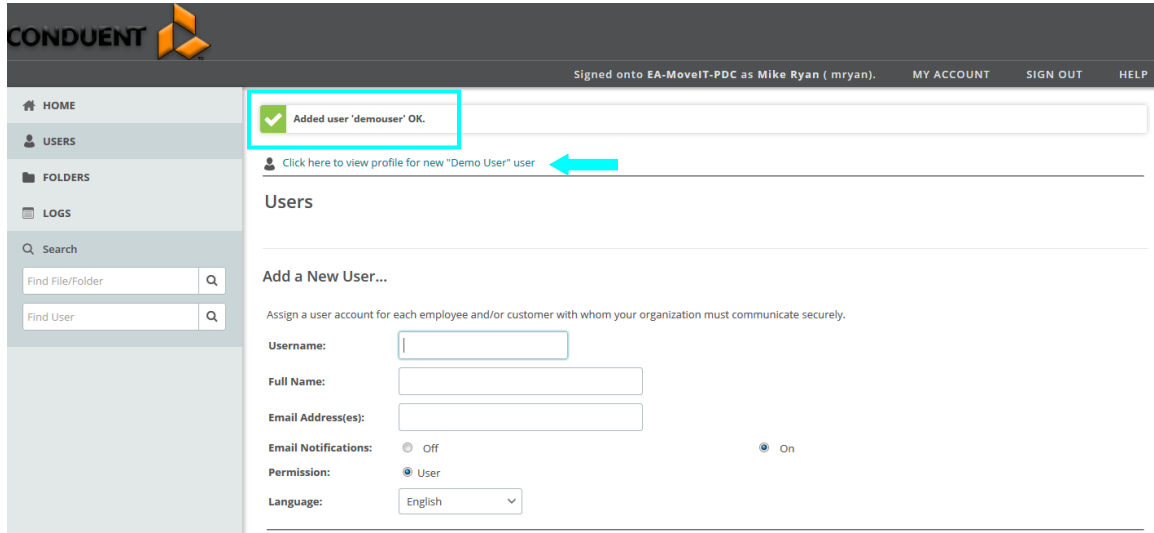 CONDUENT
Signed onto EA-MoveIT-PDC as Mike Ryan ( mryan). MY ACCOUNT SIGN OUT HELP
HOME
USERS
FOLDERS
LOGS
Search
Find File/Folder
Find User
Added user 'demouser' OK.
Click here to view profile for new "Demo User" user
Users
Add a New User...
Assign a user account for each employee and/or customer with whom your organization must communicate securely.
Username:
Full Name:
Email Address(es):
Email Notifications: Off On
Permission: User
Language: English